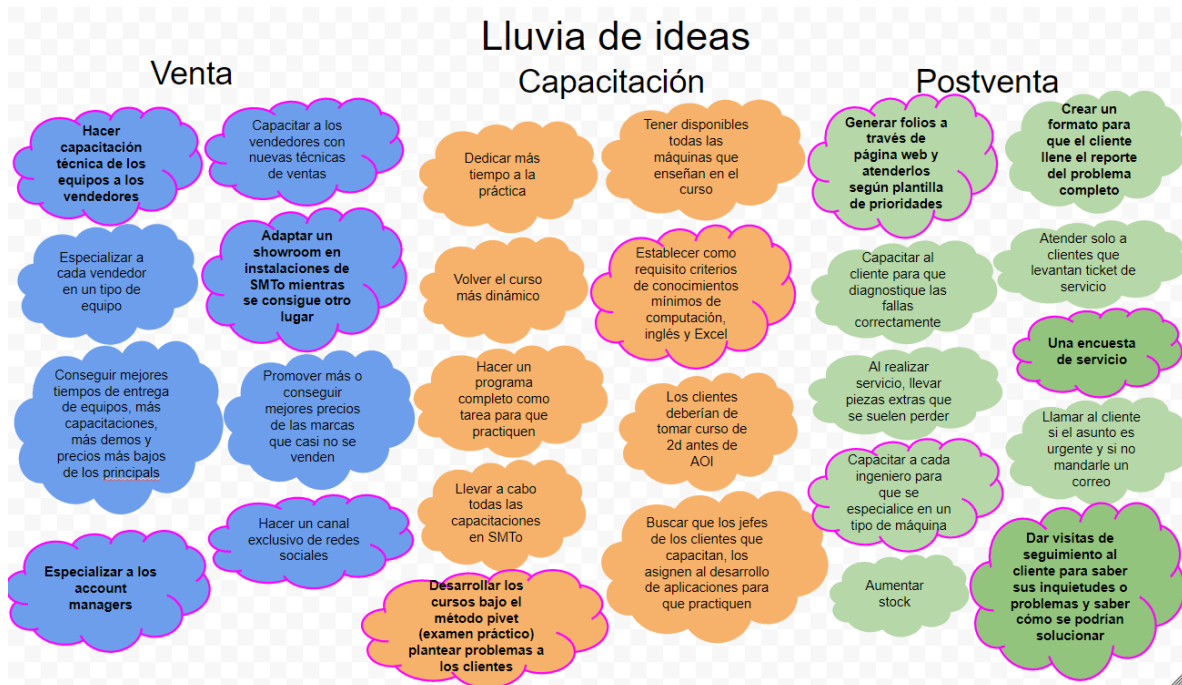 Lluvia de ideas
Venta
Hacer
capacitación
técnica de los
equipos a los
vendedores
Capacitar a los
vendedores con
nuevas técnicas
de ventas
Especializar a
cada vendedor
en un tipo de
equipo
Adaptar un
showroom en
instalaciones de
SMTo mientras
se consigue otro
lugar
Conseguir mejores
tiempos de entrega
de equipos, más
capacitaciones,
más demos y
precios más bajos
de los principals
Promover más o
conseguir
mejores precios
de las marcas
que casi no se
venden
Hacer un canal
exclusivo de redes
sociales
Especializar a los
account
managers
Capacitación
Dedicar más
tiempo a la
práctica
Tener disponibles
todas las
máquinas que
enseñan en el
curso
Volver el curso
más dinámico
Establecer como
requisito criterios
de conocimientos
mínimos de
computación,
inglés y Excel
Hacer un
programa
completo como
tarea para que
practiquen
Los clientes
deberían de
tomar curso de
2d antes de
AOI
Llevar a cabo
todas las
capacitaciones
en SMTo
Buscar que los jefes
de los clientes que
capacitan, los
asignen al desarrollo
de aplicaciones para
que practiquen
Desarrollar los
cursos bajo el
método pivet
(examen práctico)
plantear problemas a
los clientes
Postventa
Generar folios a
través de
página web y
atenderlos
según plantilla
de prioridades
Crear un
formato para
que el cliente
llene el reporte
del problema
completo
Capacitar al
cliente para que
diagnostique las
fallas
correctamente
Atender solo a
clientes que
levantan ticket de
servicio
Una encuesta
de servicio
Al realizar
servicio, llevar
piezas extras que
se suelen perder
Llamar al cliente
si el asunto es
urgente y si no
mandarle un
correo
Capacitar a cada
ingeniero para
que se
especialice en un
tipo de máquina
Dar visitas de
seguimiento al
cliente para saber
sus inquietudes o
problemas y saber
cómo se podrían
solucionar
Aumentar
stock